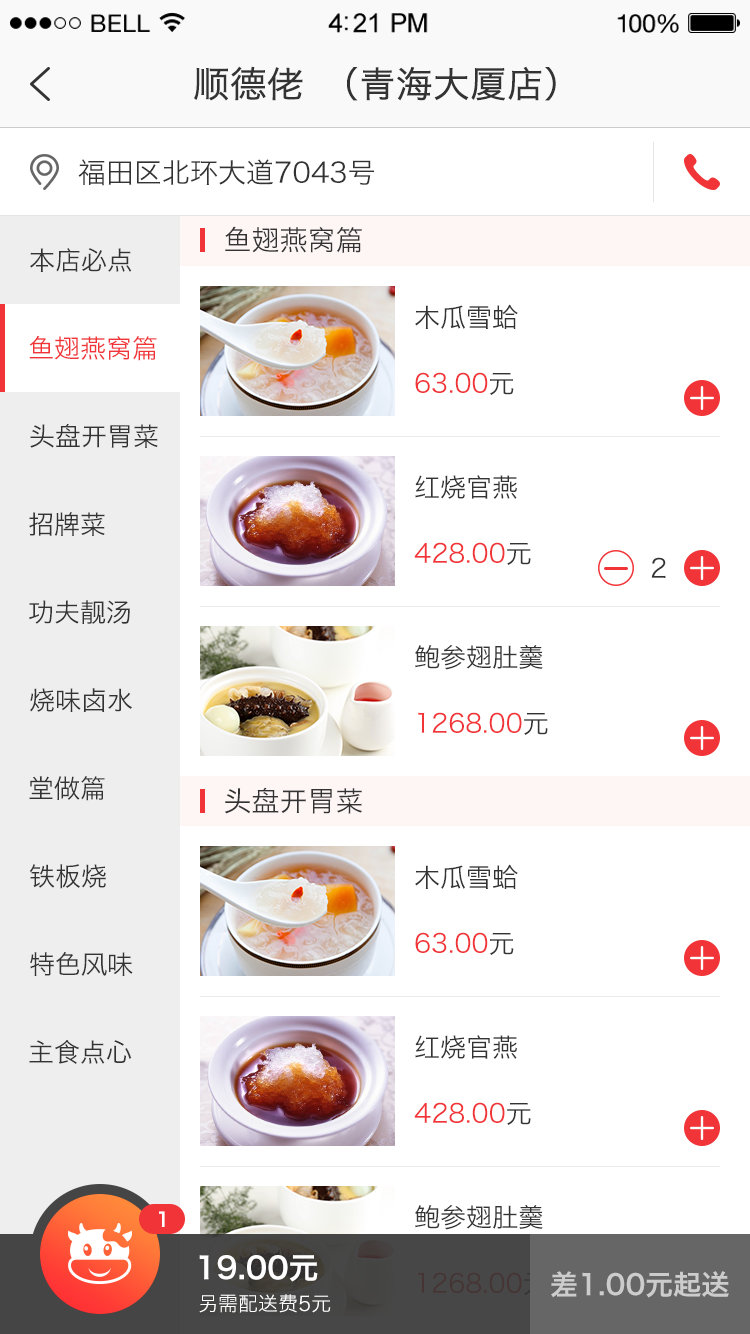 BELL 4:21 PM 100%
顺德佬 （青海大厦店）
福田区北环大道7043号
本店必点
鱼翅燕窝篇
头盘开胃菜
招牌菜
功夫靓汤
烧味卤水
堂做篇
铁板烧
特色风味
主食点心
鱼翅燕窝篇
木瓜雪蛤
63.00元
红烧官燕
428.00元
2
鲍参翅肚羹
1268.00元
头盘开胃菜
木瓜雪蛤
63.00元
红烧官燕
428.00元
鲍参翅肚羹
1268.00元
1
19.00元
另需配送费5元
差1.00元起送